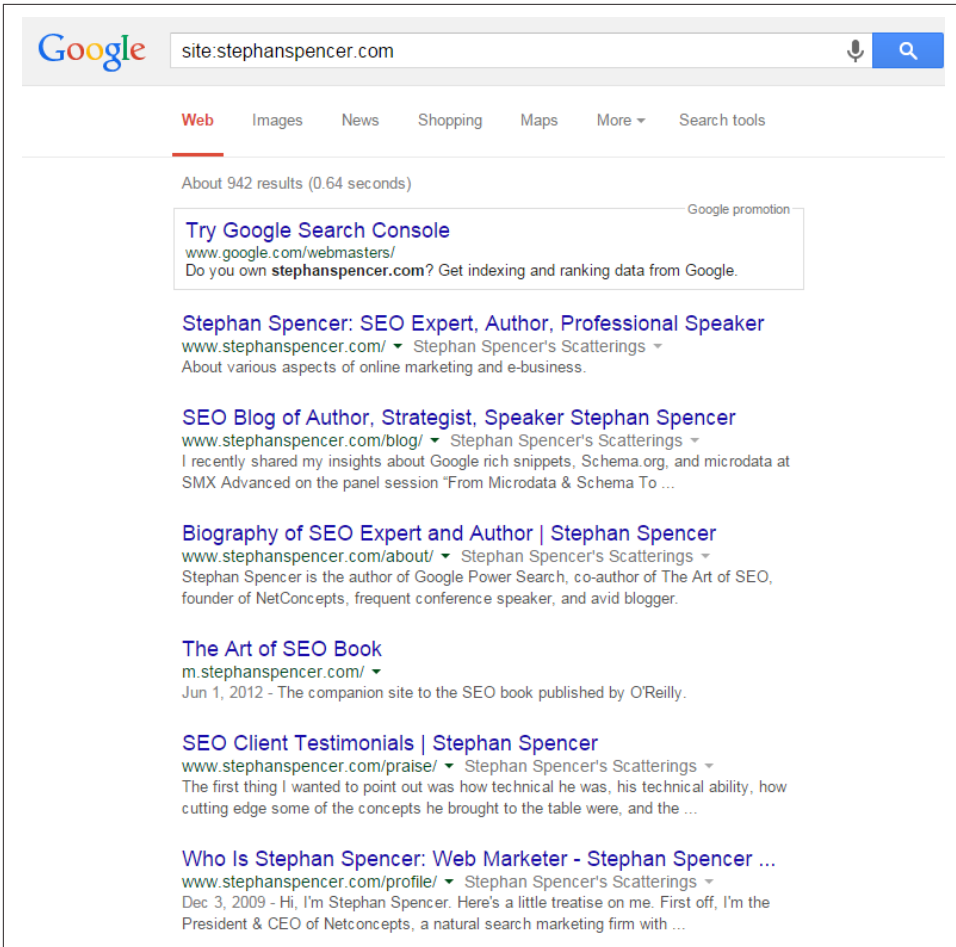 Google
site:stephanspencer.com
Web Images News Shopping Maps More Search tools
About 942 results (0.64 seconds)
Google promotion
Try Google Search Console
www.google.com/webmasters/
Do you own stephanspencer.com? Get indexing and ranking data from Google.
Stephan Spencer: SEO Expert, Author, Professional Speaker
www.stephanspencer.com/ Stephan Spencer's Scatterings
About various aspects of online marketing and e-business.
SEO Blog of Author, Strategist, Speaker Stephan Spencer
www.stephanspencer.com/blog/ Stephan Spencer's Scatterings
I recently shared my insights about Google rich snippets, Schema.org, and microdata at
SMX Advanced on the panel session “From Microdata & Schema To ...
Biography of SEO Expert and Author | Stephan Spencer
www.stephanspencer.com/about/ Stephan Spencer's Scatterings
Stephan Spencer is the author of Google Power Search, co-author of The Art of SEO,
founder of NetConcepts, frequent conference speaker, and avid blogger.
The Art of SEO Book
m.stephanspencer.com/
Jun 1, 2012 - The companion site to the SEO book published by O'Reilly.
SEO Client Testimonials | Stephan Spencer
www.stephanspencer.com/praise/ Stephan Spencer's Scatterings
The first thing I wanted to point out was how technical he was, his technical ability, how
cutting edge some of the concepts he brought to the table were, and the ...
Who Is Stephan Spencer: Web Marketer - Stephan Spencer ...
www.stephanspencer.com/profile/ Stephan Spencer's Scatterings
Dec 3, 2009 - Hi, I'm Stephan Spencer. Here's a little treatise on me. First off, I'm the
President & CEO of Netconcepts, a natural search marketing firm with ...